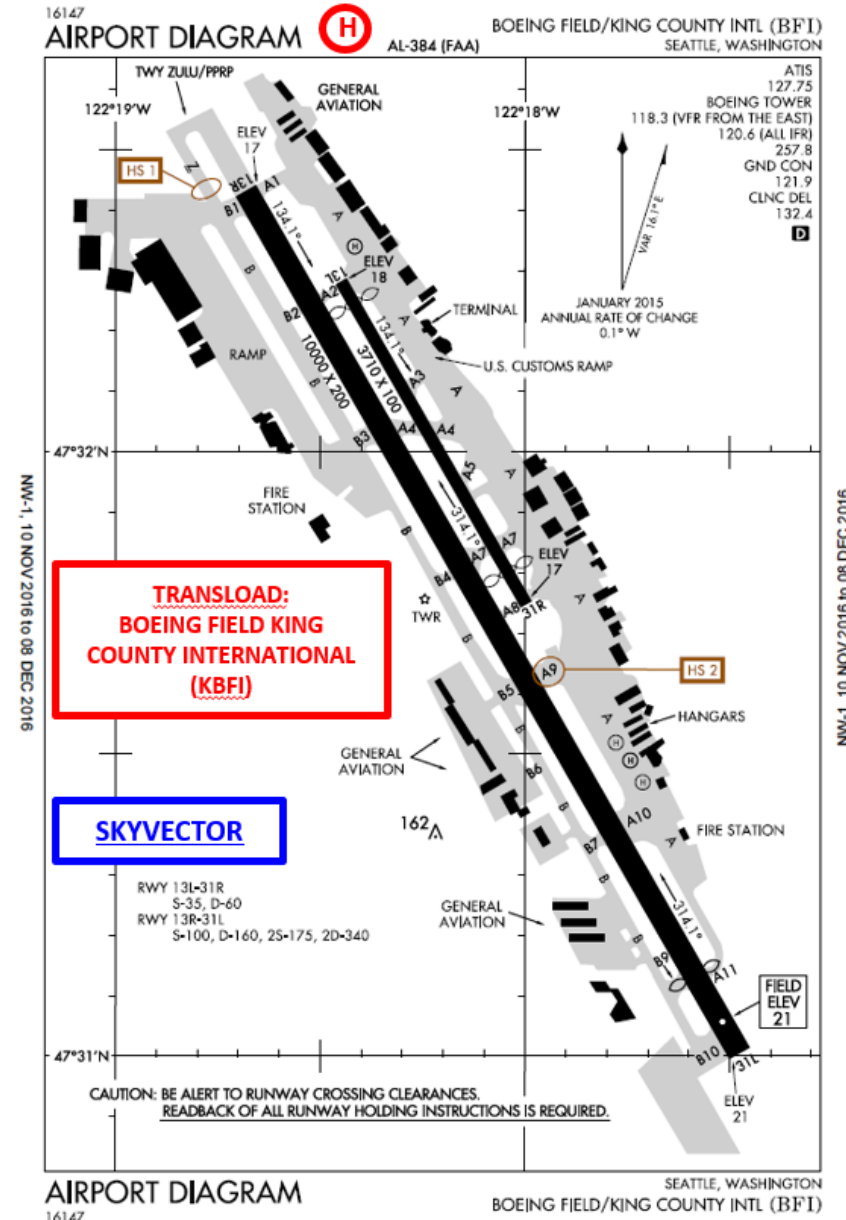 16147
AIRPORT DIAGRAM
H
AL-384 (FAA)
BOEING FIELD/KING COUNTY INTL (BFI)
SEATTLE, WASHINGTON
TWY ZULU/PPRP
GENERAL
AVIATION
122°19'W
122°18'W
ATIS
127.75
BOEING TOWER
118.3 (VFR FROM THE EAST)
120.6 (ALL IFR)
257.8
GND CON
121.9
CLNC DEL
132.4
D
VAR 16.1° E
JANUARY 2015
ANNUAL RATE OF CHANGE
0.1° W
ELEV
17
HS 1
Z
13R
A1
B1
134.1°
A
H
ELEV
18
13L
A2
B
B2
A
134.1°
TERMINAL
RAMP
10000 X 200
3710 X 100
U.S. CUSTOMS RAMP
B
A3
A
B3
A4
A4
47°32'N
A5
A
FIRE
STATION
314.1°
B
A7
A7
ELEV
17
B4
A8
31R
A
TWR
B
TRANSLOAD:
BOEING FIELD KING
COUNTY INTERNATIONAL
(KBFI)
A9
HS 2
B5
A
HANGARS
B
H
H
H
GENERAL
AVIATION
B6
B
A10
162
FIRE STATION
B7
A
SKYVECTOR
B
RWY 13L-31R
S-35, D-60
RWY 13R-31L
S-100, D-160, 2S-175, 2D-340
GENERAL
AVIATION
314.1°
B
B9
A11
FIELD
ELEV
21
47°31'N
B10
31L
ELEV
21
CAUTION: BE ALERT TO RUNWAY CROSSING CLEARANCES.
READBACK OF ALL RUNWAY HOLDING INSTRUCTIONS IS REQUIRED.
NW-1, 10 NOV 2016 to 08 DEC 2016
NW-1, 10 NOV 2016 to 08 DEC 2016
AIRPORT DIAGRAM
16147
SEATTLE, WASHINGTON
BOEING FIELD/KING COUNTY INTL (BFI)